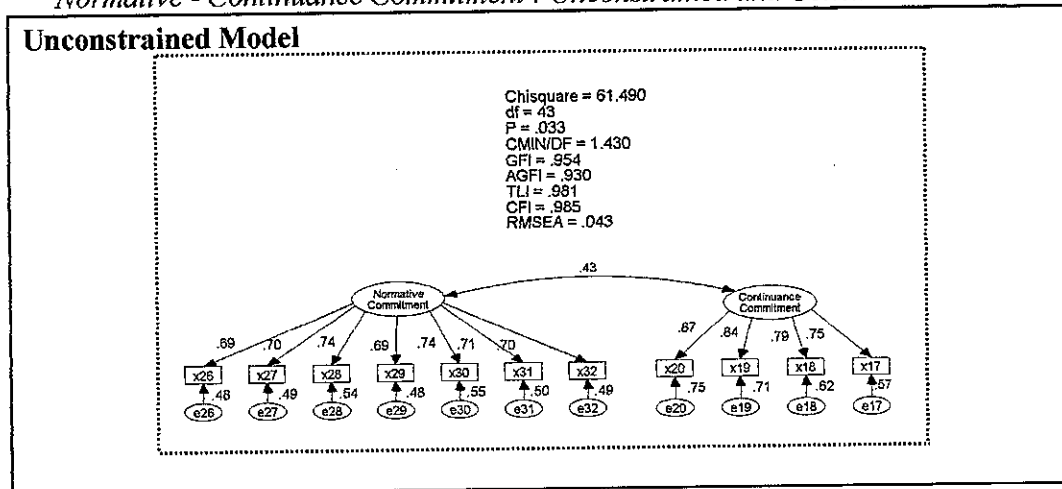 Normative - Continuance Commitment : Unconstrained
Unconstrained Model
Chisquare = 61.490
df = 43
P = .033
CMIN/DF = 1.430
GFI = .954
AGFI = .930
TLI = .981
CFI = .985
RMSEA = .043
.43
Normative
Commitment
Continuance
Commitment
.69 .70 .74 .69 .74 .71 .70 .87 .84 .79 .75
x26 x27 x28 x29 x30 x31 x32 x20 x19 x18 x17
.48 .49 .54 .48 .55 .50 .49 .75 .71 .62 .57
e26 e27 e28 e29 e30 e31 e32 e20 e19 e18 e17